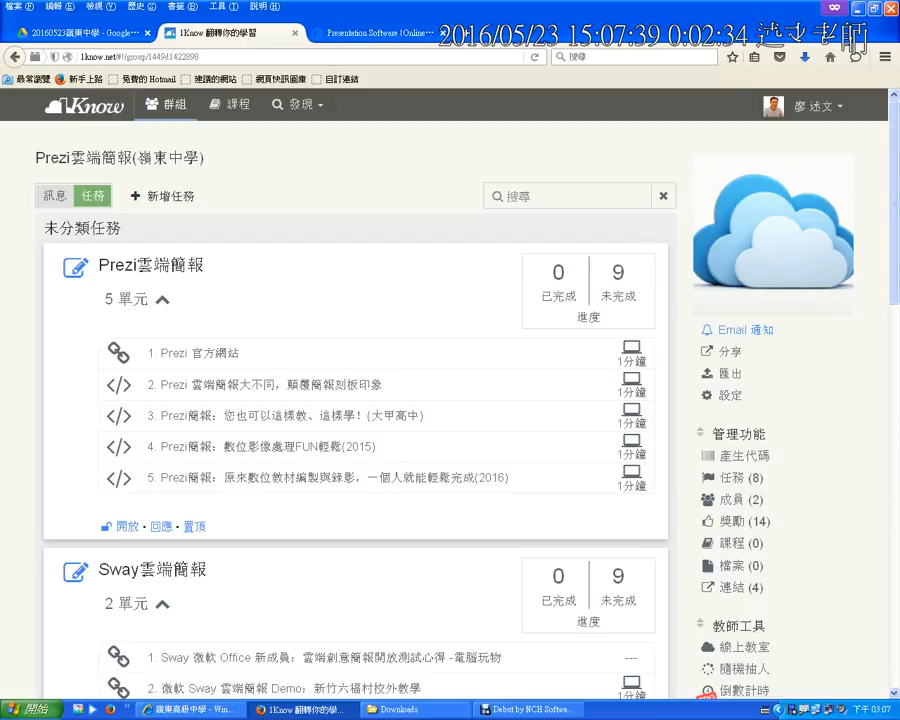 檔案(F) 編輯(E) 檢視(V) 歷史(S) 書籤(B) 工具(T) 說明(H)
20160523嶺東中學 - Google… × 1Know 翻轉你的學習 × Presentation Software | Online…
2016/05/23 15:07:39 0:02:34 述文老師
1know.net/#!/group/144941422898 搜尋
最常瀏覽 新手上路 免費的 Hotmail 建議的網站 網頁快訊圖庫 自訂連結
1Know 群組 課程 發現 廖 述文
Prezi雲端簡報(嶺東中學)
訊息 任務 新增任務 搜尋
未分類任務
Prezi雲端簡報
5 單元
0 9
已完成 未完成
進度
1. Prezi 官方網站
1分鐘
2. Prezi 雲端簡報大不同，顛覆簡報刻板印象
1分鐘
3. Prezi簡報：您也可以這樣教、這樣學！(大甲高中)
1分鐘
4. Prezi簡報：數位影像處理FUN輕鬆(2015)
1分鐘
5. Prezi簡報：原來數位教材編製與錄影，一個人就能輕鬆完成(2016)
1分鐘
開放 • 回應 • 置頂
Sway雲端簡報
2 單元
0 9
已完成 未完成
進度
1. Sway 微軟 Office 新成員：雲端創意簡報開放測試心得 -電腦玩物
---
2. 微軟 Sway 雲端簡報 Demo：新竹六福村校外教學
1分鐘
Email 通知
分享
匯出
設定
管理功能
產生代碼
任務 (8)
成員 (2)
獎勵 (14)
課程 (0)
檔案 (0)
連結 (4)
教師工具
線上教室
隨機抽人
倒數計時
開始 嶺東高級中學 - Win… 1Know 翻轉你的學… Downloads Debut by NCH Softwa… 下午 03:07